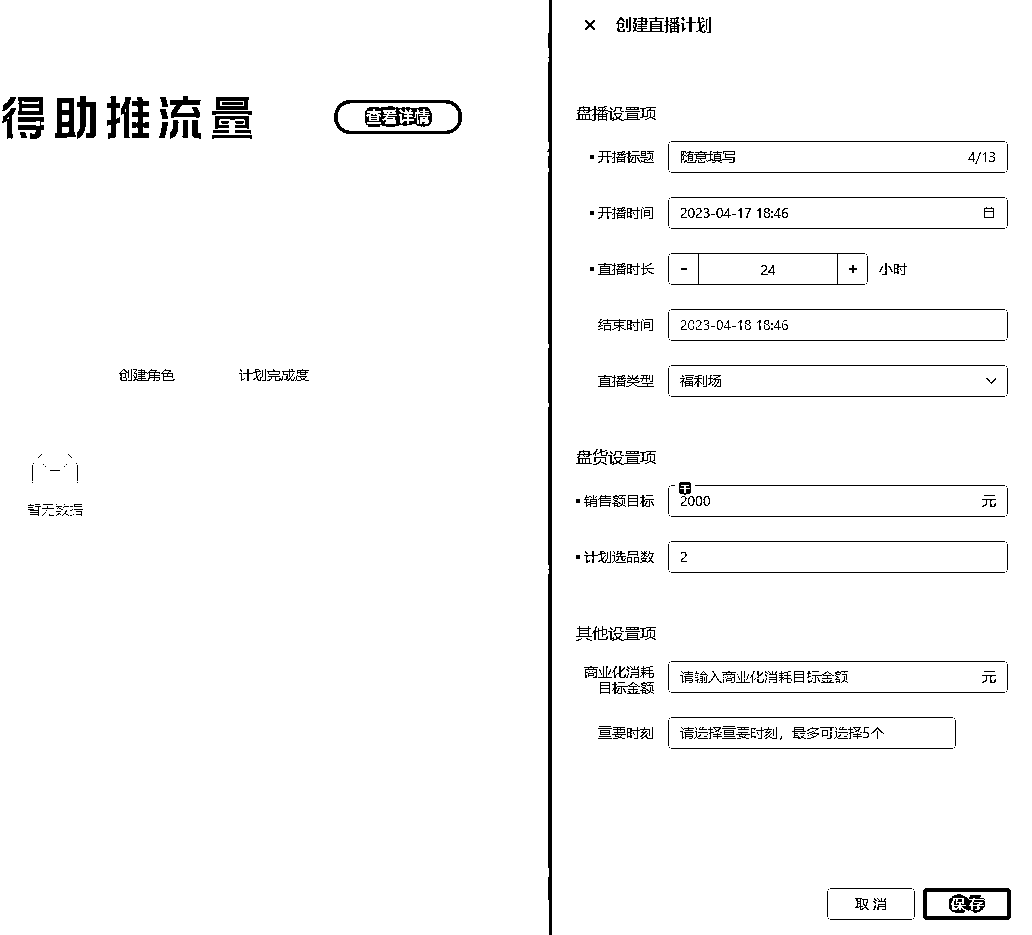 得助推流量
查看详情
创建角色 计划完成度
暂无数据
× 创建直播计划
盘播设置项
开播标题 随意填写 4/13
开播时间 2023-04-17 18:46
直播时长 - 24 + 小时
结束时间 2023-04-18 18:46
直播类型 福利场
盘货设置项
千
销售额目标 2000 元
计划选品数 2
其他设置项
商业化消耗
目标金额 请输入商业化消耗目标金额 元
重要时刻 请选择重要时刻，最多可选择5个
取消 保存